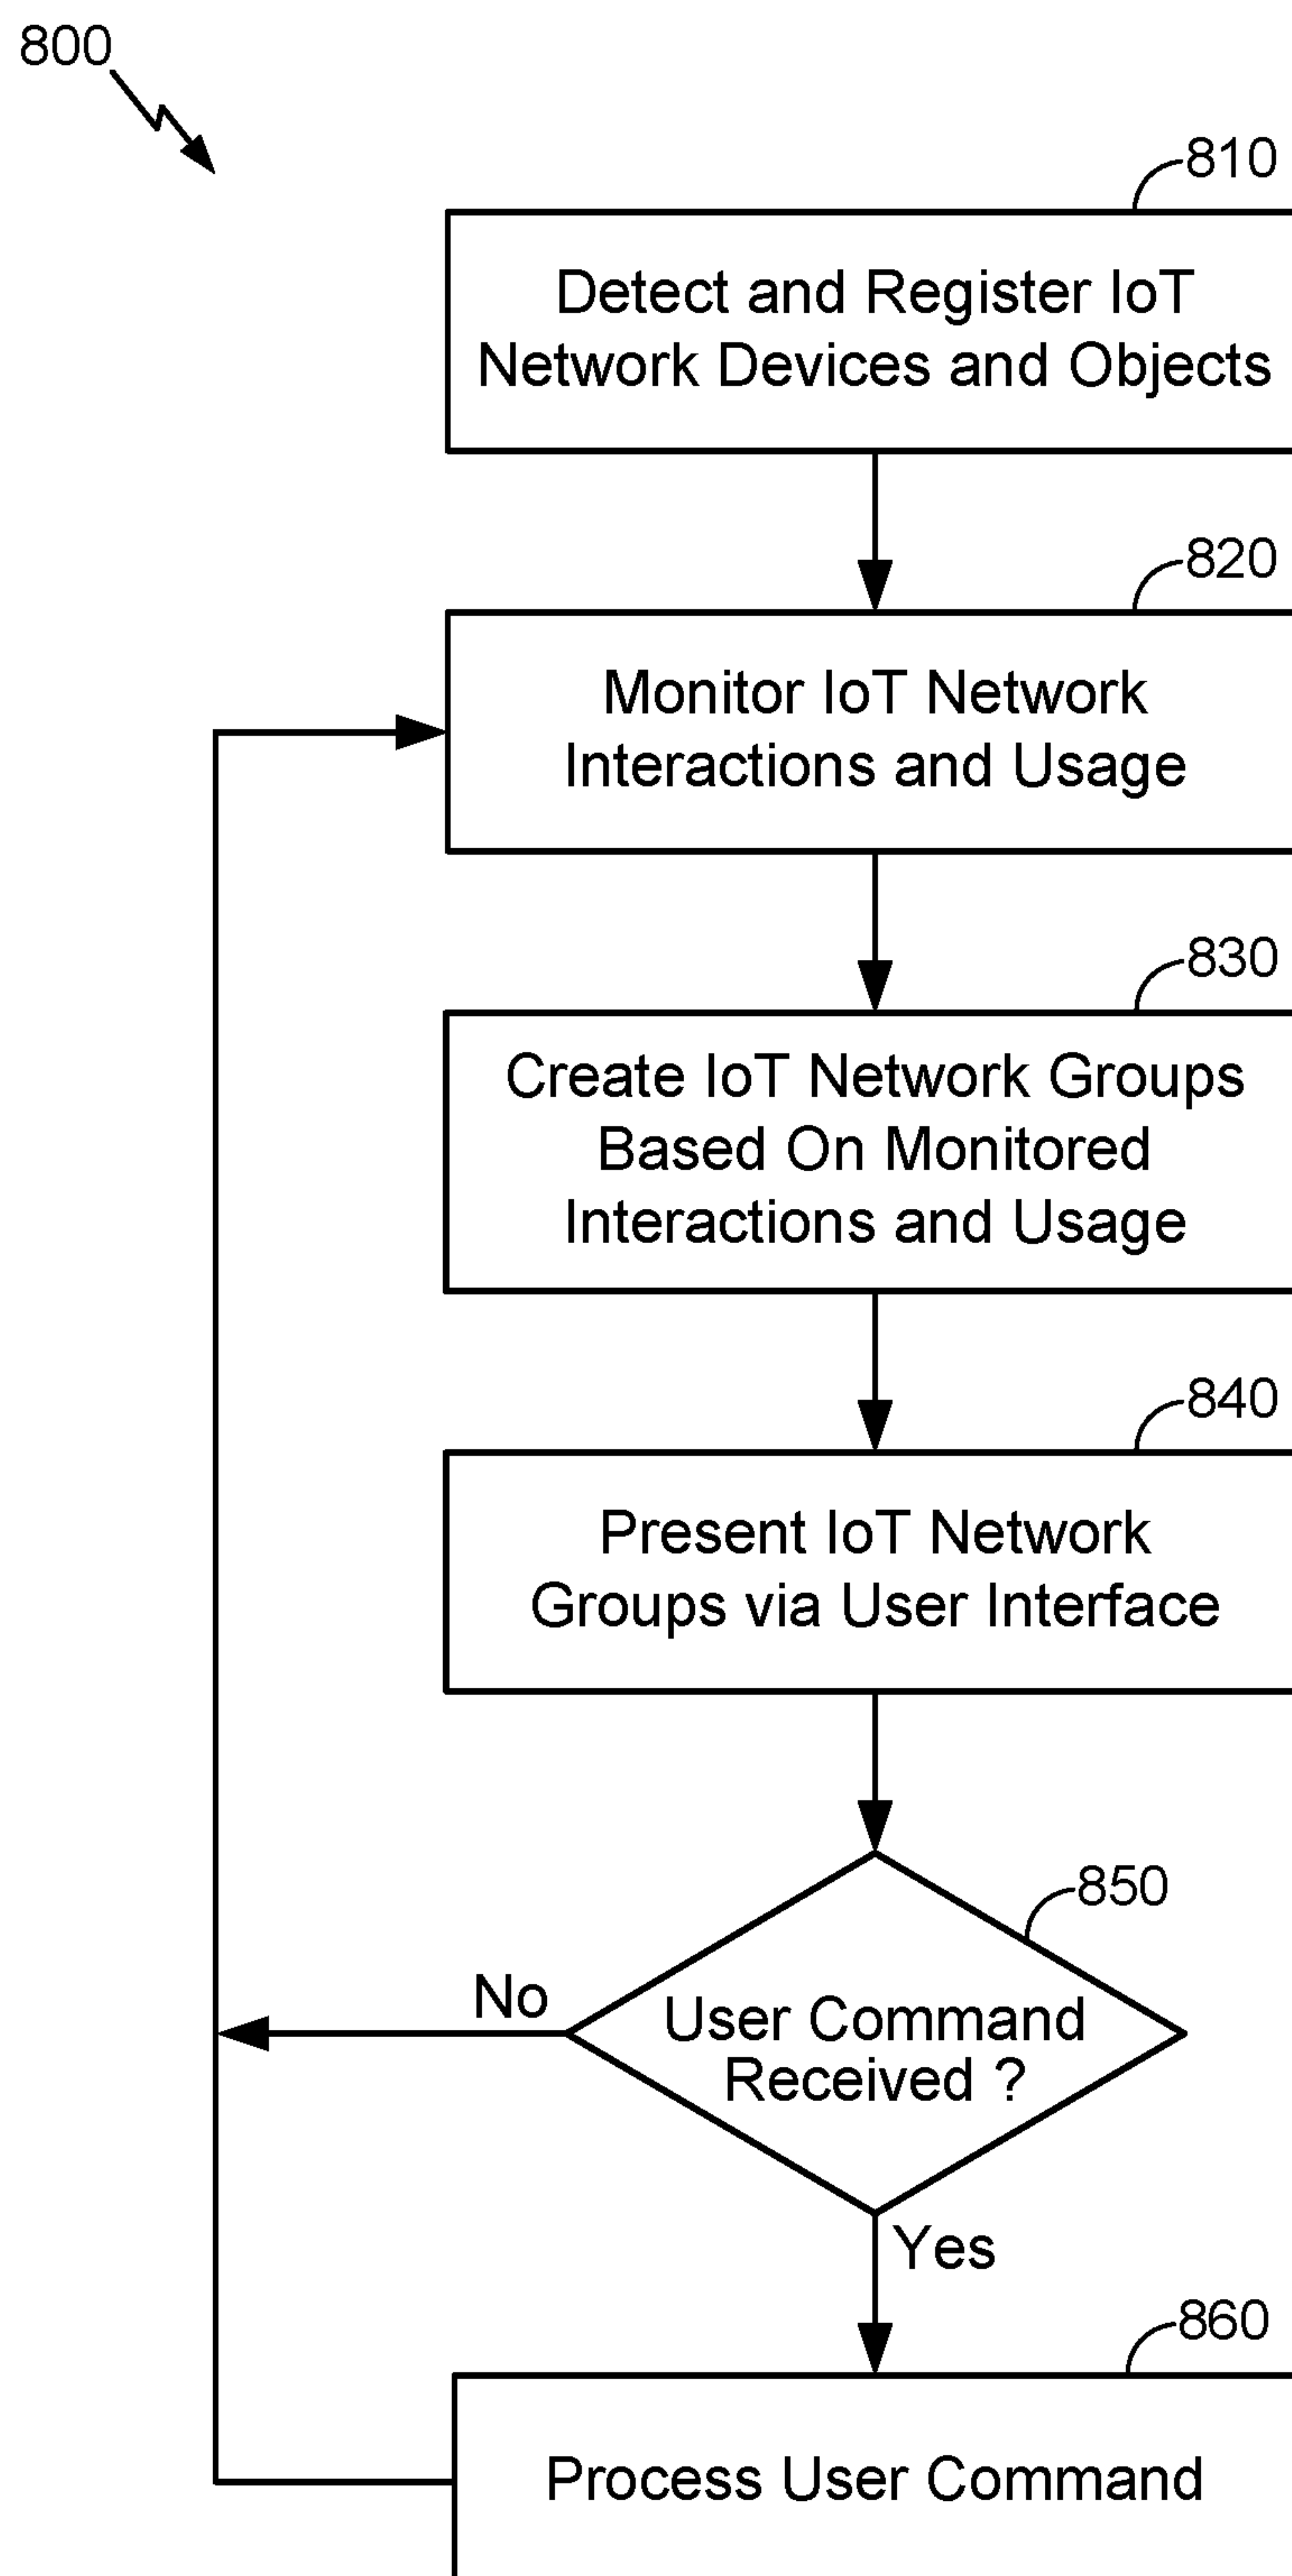 800
810
Detect and Register IoT
Network Devices and Objects
820
Monitor IoT Network
Interactions and Usage
830
Create IoT Network Groups
Based On Monitored
Interactions and Usage
840
Present IoT Network
Groups via User Interface
850
No
User Command
Received ?
Yes
860
Process User Command